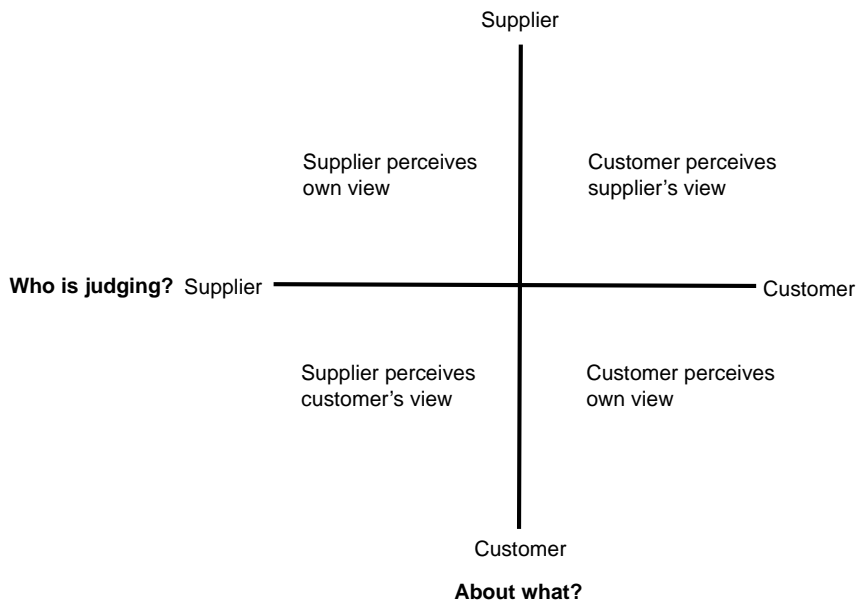 Supplier
Supplier perceives
own view
Customer perceives
supplier’s view
Who is judging? Supplier
Customer
Supplier perceives
customer’s view
Customer perceives
own view
Customer
About what?